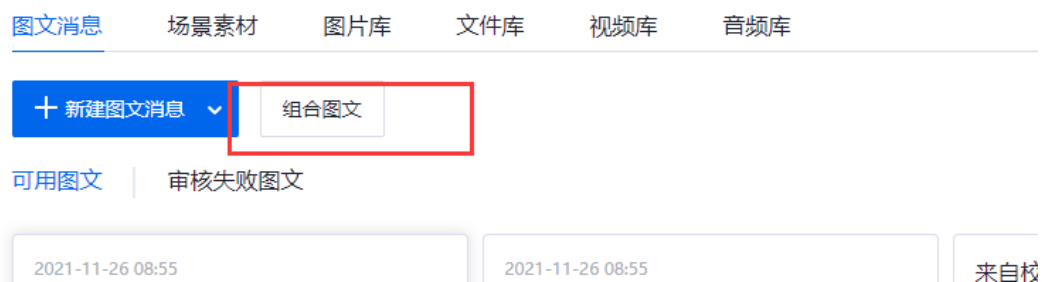 图文消息 场景素材 图片库 文件库 视频库 音频库
新建图文消息 组合图文
可用图文 审核失败图文
2021-11-26 08:55 2021-11-26 08:55 来自校